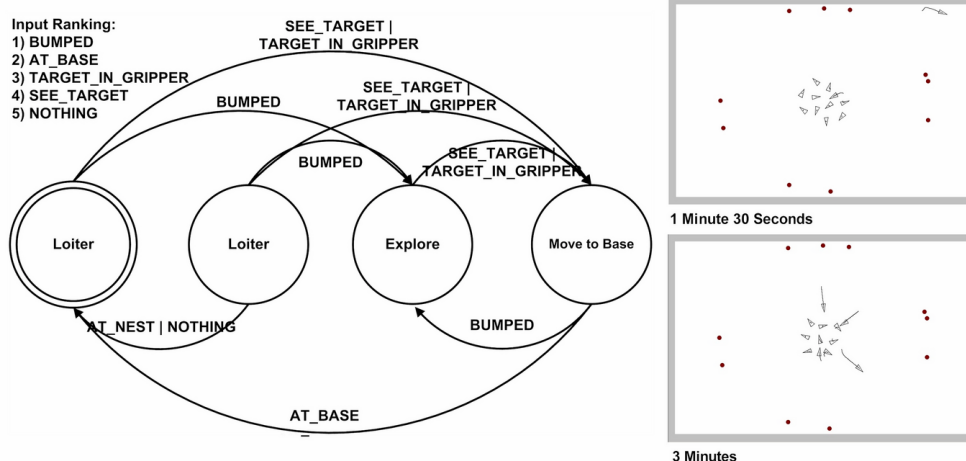 Input Ranking:
1) BUMPED
2) AT_BASE
3) TARGET_IN_GRIPPER
4) SEE_TARGET
5) NOTHING
SEE_TARGET |
TARGET_IN_GRIPPER
SEE_TARGET |
TARGET_IN_GRIPPER
BUMPED
SEE_TARGET |
TARGET_IN_GRIPPER
BUMPED
Loiter
Loiter
Explore
Move to Base
AT_NEST | NOTHING
BUMPED
AT_BASE
1 Minute 30 Seconds
3 Minutes